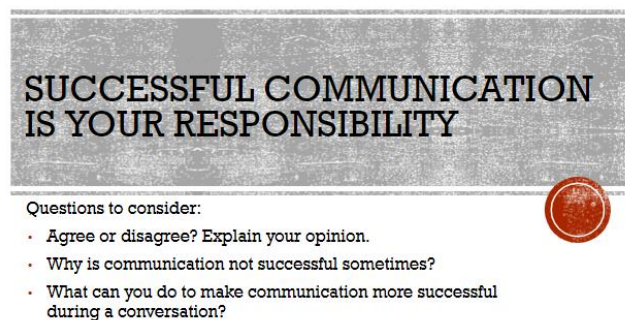 SUCCESSFUL COMMUNICATION
IS YOUR RESPONSIBILITY
Questions to consider:
• Agree or disagree? Explain your opinion.
• Why is communication not successful sometimes?
• What can you do to make communication more successful
during a conversation?